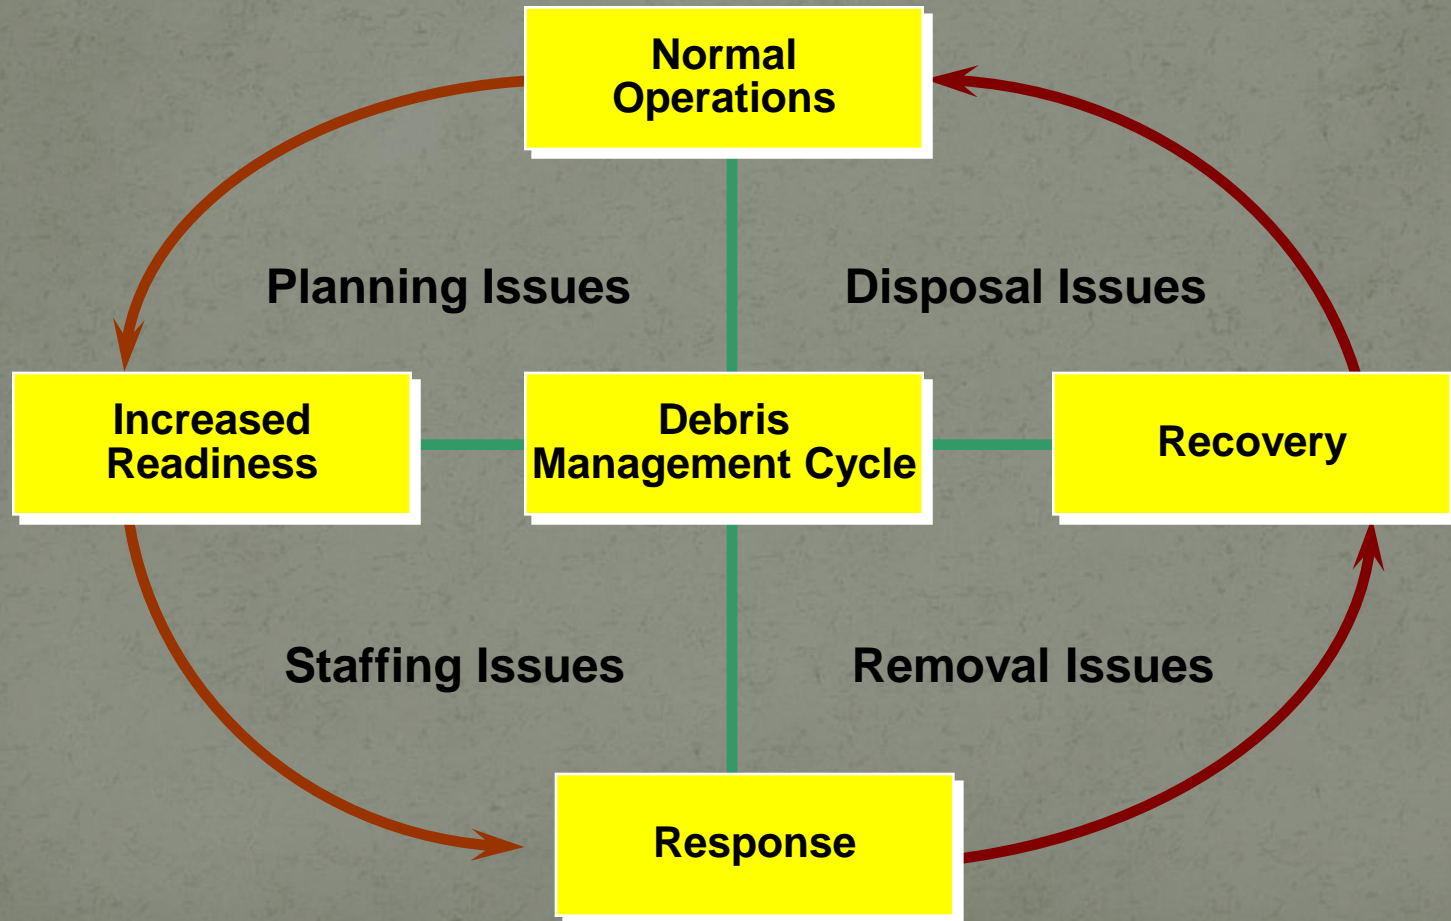 Normal
Operations
Planning Issues
Disposal Issues
Increased
Readiness
Debris
Management Cycle
Recovery
Staffing Issues
Removal Issues
Response